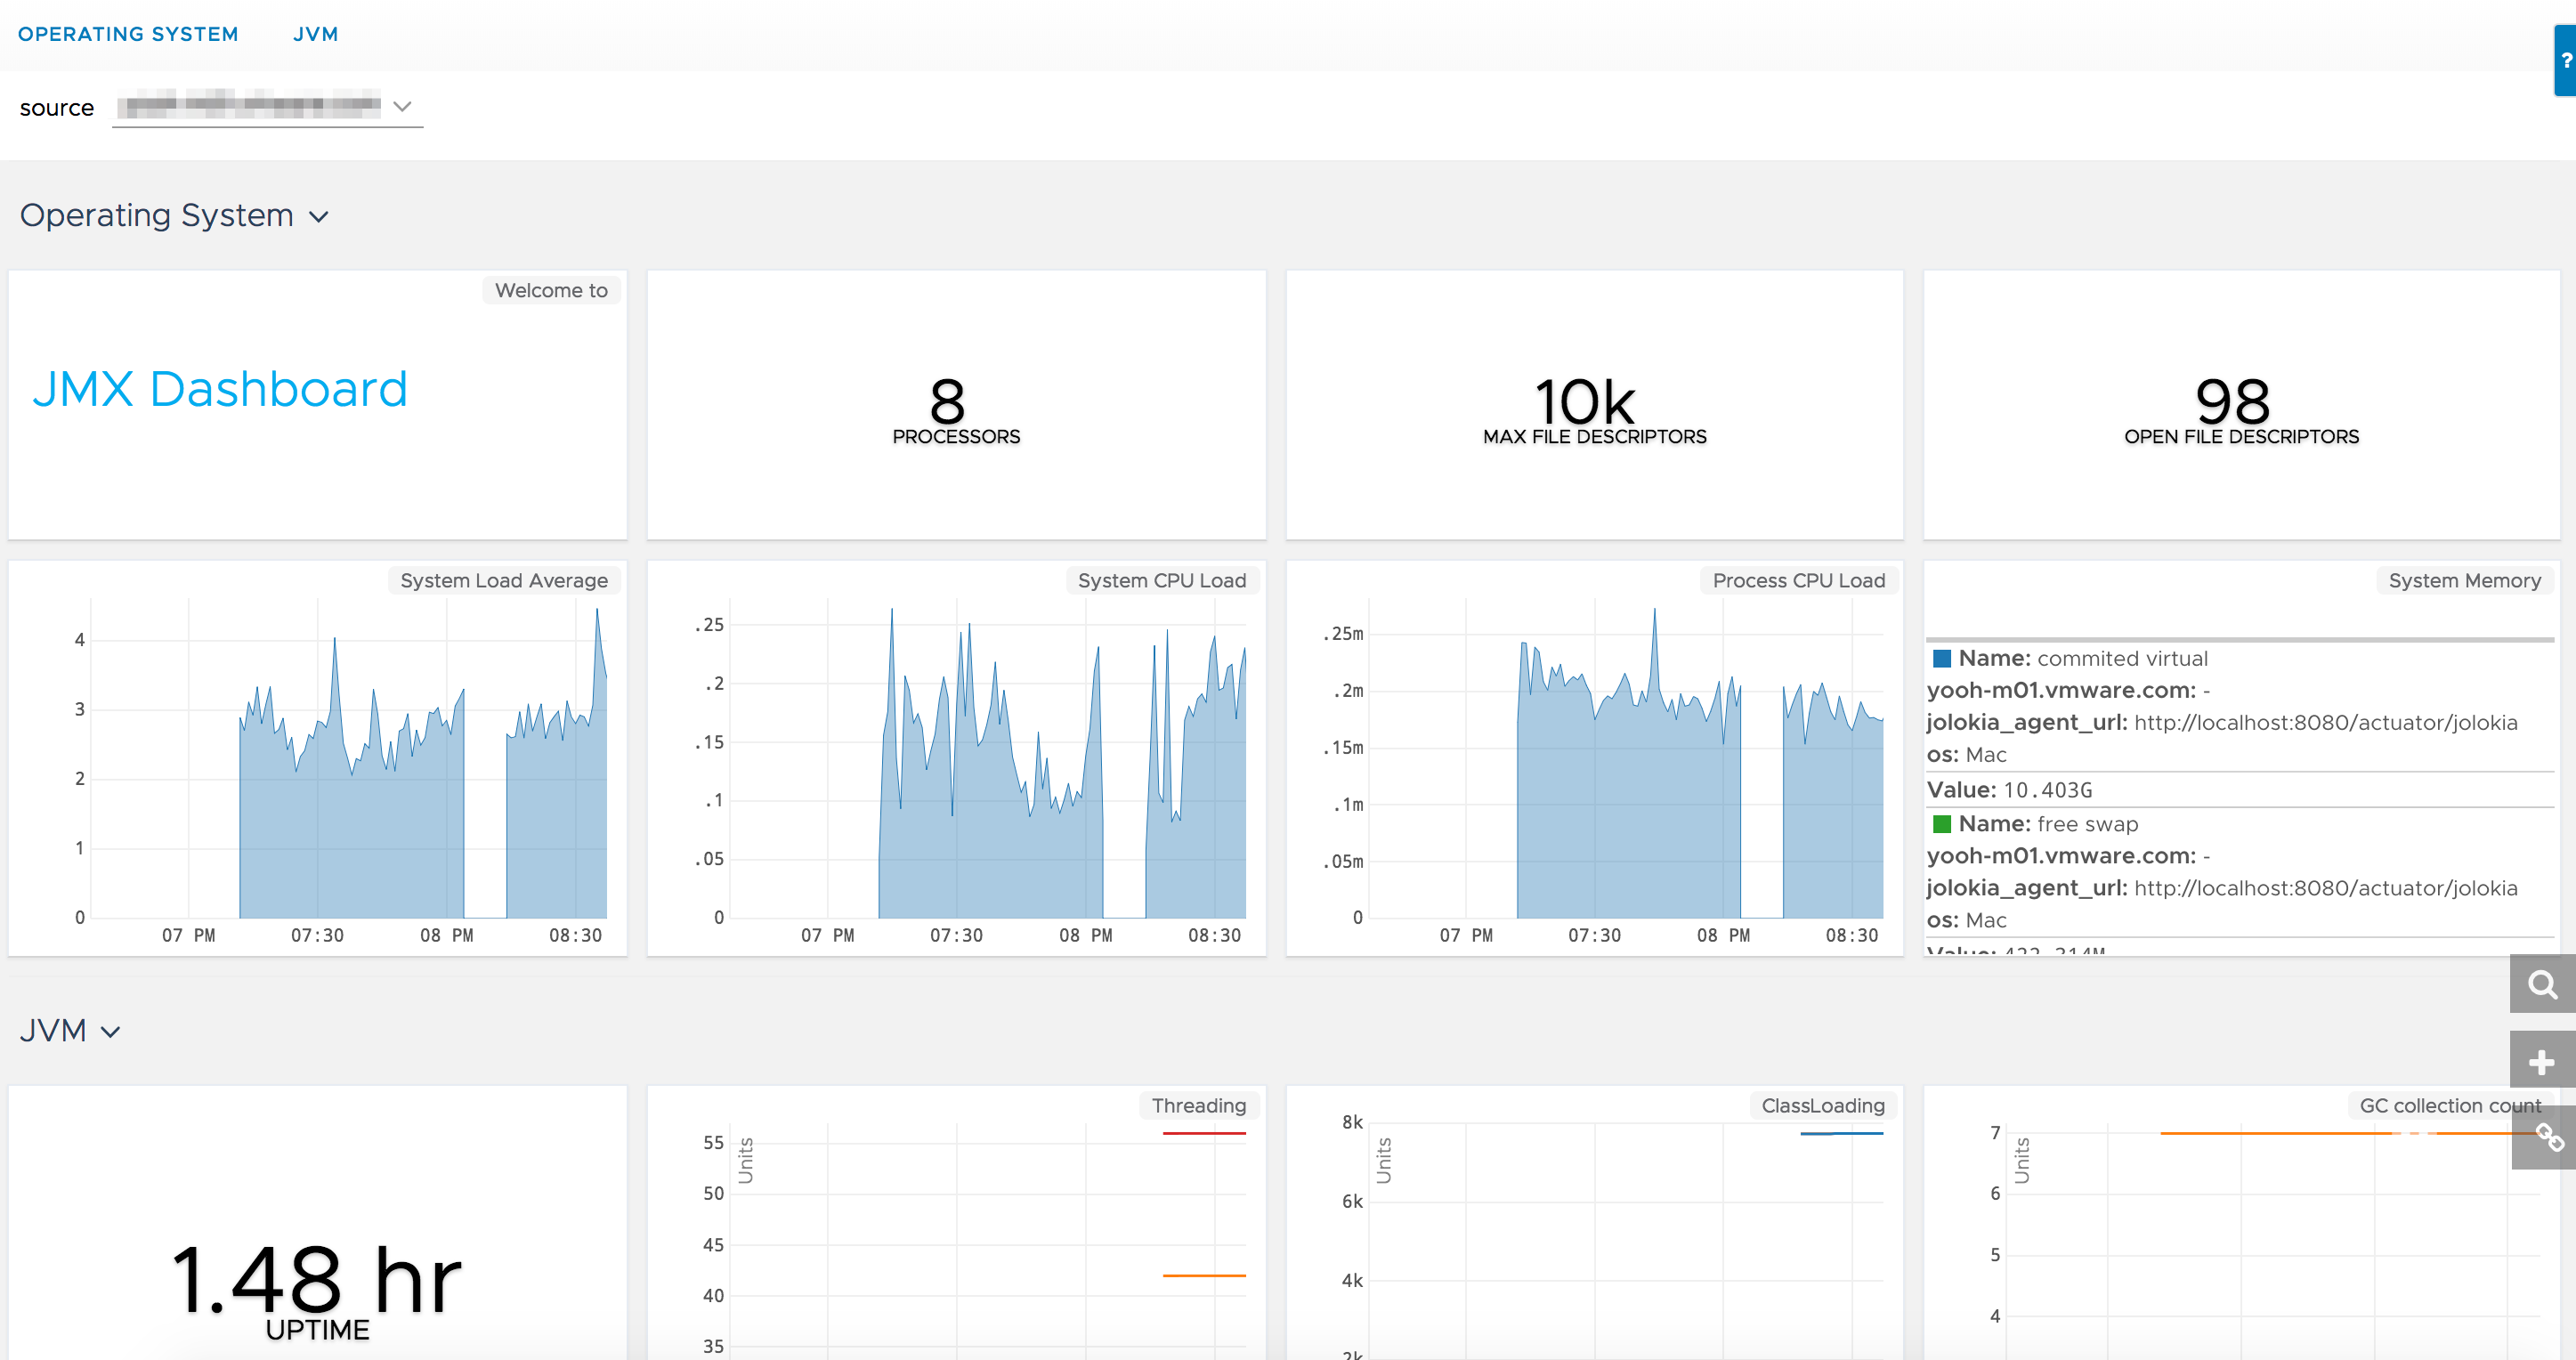 OPERATING SYSTEM JVM
?
source
Operating System
Welcome to
JMX Dashboard
8
PROCESSORS
10k
MAX FILE DESCRIPTORS
98
OPEN FILE DESCRIPTORS
System Load Average
4
3
2
1
0
07 PM 07:30 08 PM 08:30
System CPU Load
.25
.2
.15
.1
.05
0
07 PM 07:30 08 PM 08:30
Process CPU Load
.25m
.2m
.15m
.1m
.05m
0
07 PM 07:30 08 PM 08:30
System Memory
Name: commited virtual
yooh-m01.vmware.com: -
jolokia_agent_url: http://localhost:8080/actuator/jolokia
os: Mac
Value: 10.403G
Name: free swap
yooh-m01.vmware.com: -
jolokia_agent_url: http://localhost:8080/actuator/jolokia
os: Mac
Value:
JVM
1.48 hr
UPTIME
Threading
Units
55
50
45
40
35
ClassLoading
Units
8k
6k
4k
2k
GC collection count
Units
7
6
5
4